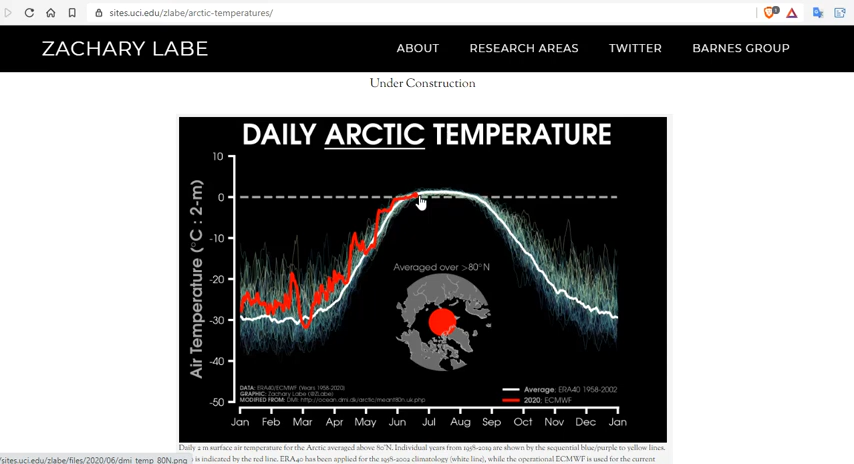 sites.uci.edu/zlabe/arctic-temperatures/
1
ZACHARY LABE
ABOUT
RESEARCH AREAS
TWITTER
BARNES GROUP
Under Construction
DAILY ARCTIC TEMPERATURE
Air Temperature (°C : 2-m)
10
0
-10
-20
-30
-40
-50
Averaged over >80°N
DATA: ERA40/ECMWF (Years 1958-2020)
GRAPHIC: Zachary Labe (@ZLabe)
MODIFIED FROM: DMI: http://ocean.dmi.dk/arctic/meant80n.uk.php
Average: ERA40 1958-2002
2020: ECMWF
Jan Feb Mar Apr May Jun Jul Aug Sep Oct Nov Dec Jan
Daily 2 m surface air temperature for the Arctic averaged above 80°N. Individual years from 1958-2019 are shown by the sequential blue/purple to yellow lines.
is indicated by the red line. ERA40 has been applied for the 1958-2002 climatology (white line), while the operational ECMWF is used for the current
/sites.uci.edu/zlabe/files/2020/06/dmi_temp_80N.png